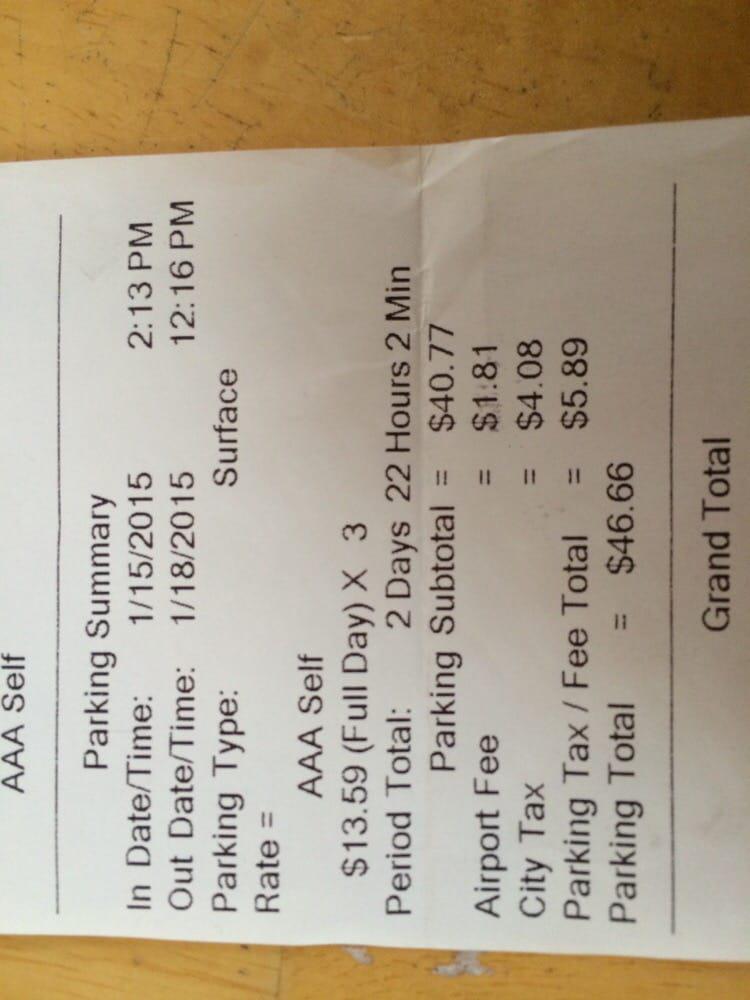 AAA Self
Parking Summary
In Date/Time: 1/15/2015 2:13 PM
Out Date/Time: 1/18/2015 12:16 PM
Parking Type: Surface
Rate =
AAA Self
$13.59 (Full Day) X 3
Period Total: 2 Days 22 Hours 2 Min
Parking Subtotal = $40.77
Airport Fee = $1.81
City Tax = $4.08
Parking Tax / Fee Total = $5.89
Parking Total = $46.66
Grand Total